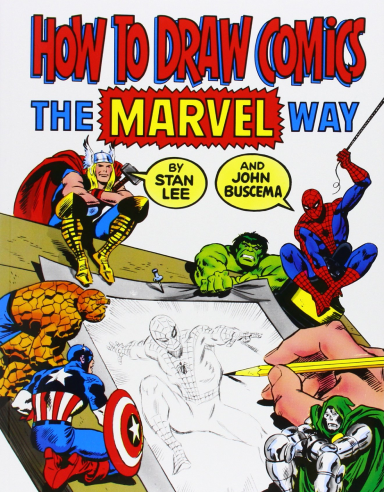 HOW TO DRAW COMICS
THE MARVEL WAY
BY
STAN
LEE
AND
JOHN
BUSCEMA